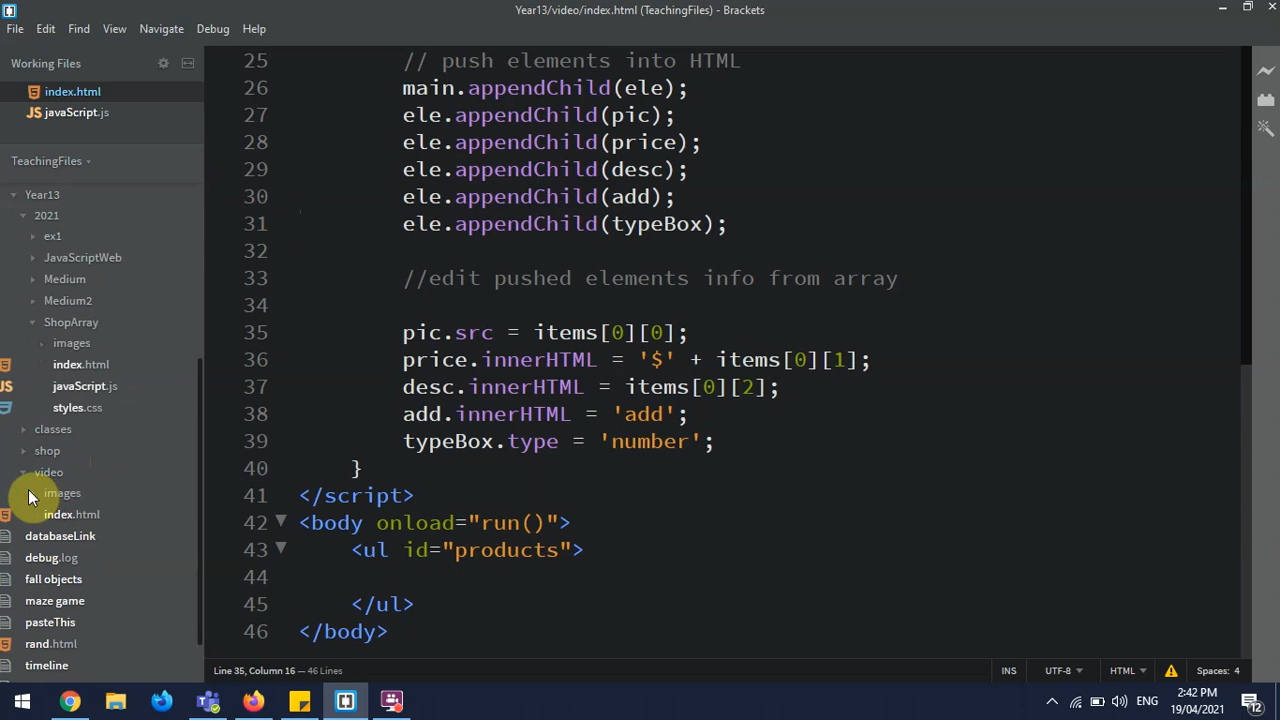 Year13/video/index.html (TeachingFiles) - Brackets
File Edit Find View Navigate Debug Help
Working Files
index.html
JS javaScript.js
TeachingFiles
Year13
2021
ex1
JavaScriptWeb
Medium
Medium2
ShopArray
images
index.html
JS javaScript.js
styles.css
classes
shop
video
images
index.html
databaseLink
debug.log
fall objects
maze game
pasteThis
rand.html
timeline
25 // push elements into HTML
26 main.appendChild(ele);
27 ele.appendChild(pic);
28 ele.appendChild(price);
29 ele.appendChild(desc);
30 ele.appendChild(add);
31 ele.appendChild(typeBox);
32
33 //edit pushed elements info from array
34
35 pic.src = items[0][0];
36 price.innerHTML = '$' + items[0][1];
37 desc.innerHTML = items[0][2];
38 add.innerHTML = 'add';
39 typeBox.type = 'number';
40 }
41 </script>
42 <body onload="run()">
43 <ul id="products">
44
45 </ul>
46 </body>
Line 35, Column 16 — 46 Lines
INS UTF-8 HTML Spaces: 4
ENG 2:42 PM
19/04/2021
12